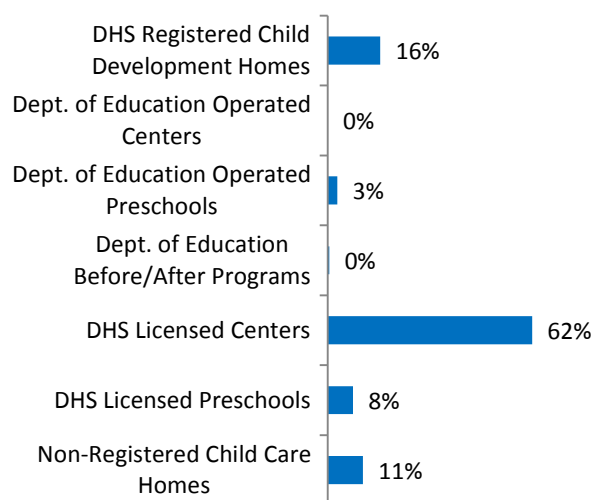 DHS Registered Child
Development Homes
16%
Dept. of Education Operated
Centers
0%
Dept. of Education Operated
Preschools
3%
Dept. of Education
Before/After Programs
0%
DHS Licensed Centers
62%
DHS Licensed Preschools
8%
Non-Registered Child Care
Homes
11%